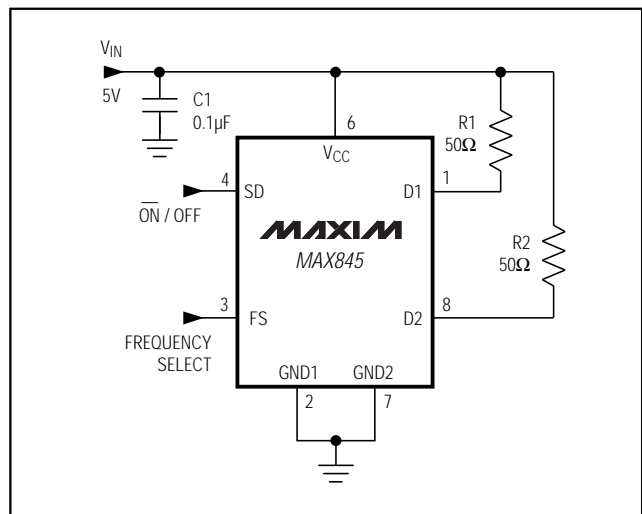 VIN
5V
C1
0.1µF
6
VCC
R1
50Ω
4
SD
D1
1
ON / OFF
MAXIM
MAX845
R2
50Ω
3
FS
D2
8
FREQUENCY
SELECT
GND1
GND2
2
7